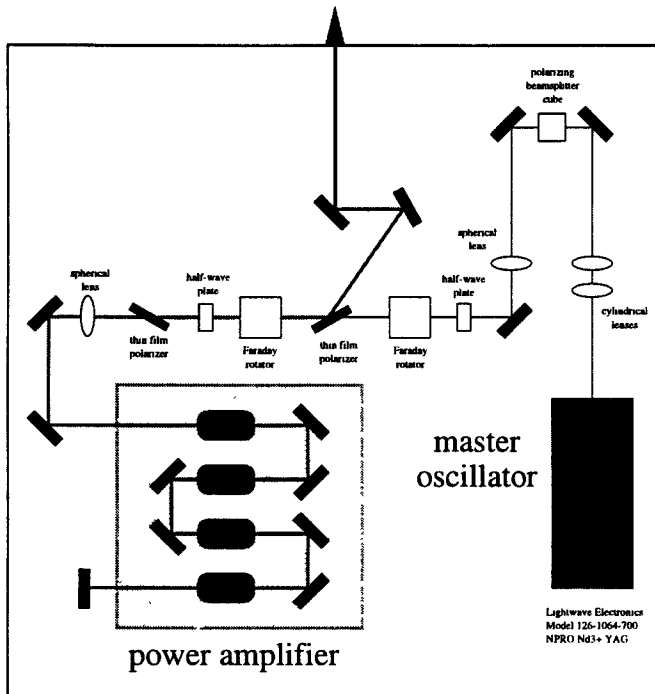 polarizing
beamsplitter
cube
spherical
lens
half-wave
plate
spherical
lens
half-wave
plate
cylindrical
lenses
thin film
polarizer
Faraday
rotator
thin film
polarizer
Faraday
rotator
master
oscillator
Lightwave Electronics
Model 126-1064-700
NPRO Nd3+ YAG
power amplifier